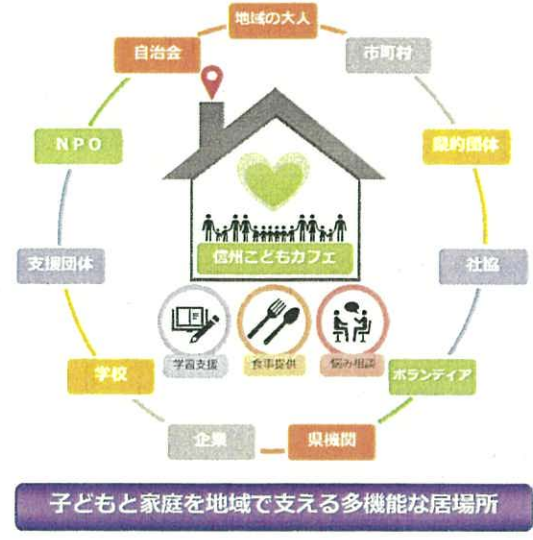 地域の大人
自治会
市町村
NPO
県的団体
支援団体
信州こどもカフェ
社協
学習支援
食事提供
悩み相談
学校
ボランティア
企業
県機関
子どもと家庭を地域で支える多機能な居場所